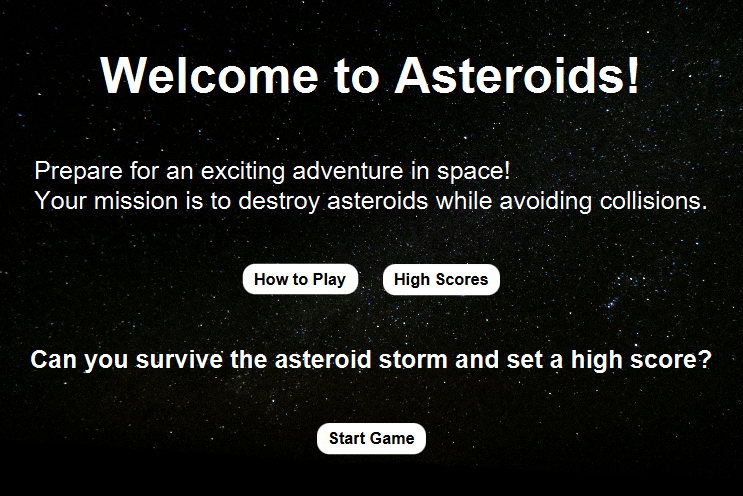 Welcome to Asteroids!
Prepare for an exciting adventure in space!
Your mission is to destroy asteroids while avoiding collisions.
How to Play
High Scores
Can you survive the asteroid storm and set a high score?
Start Game